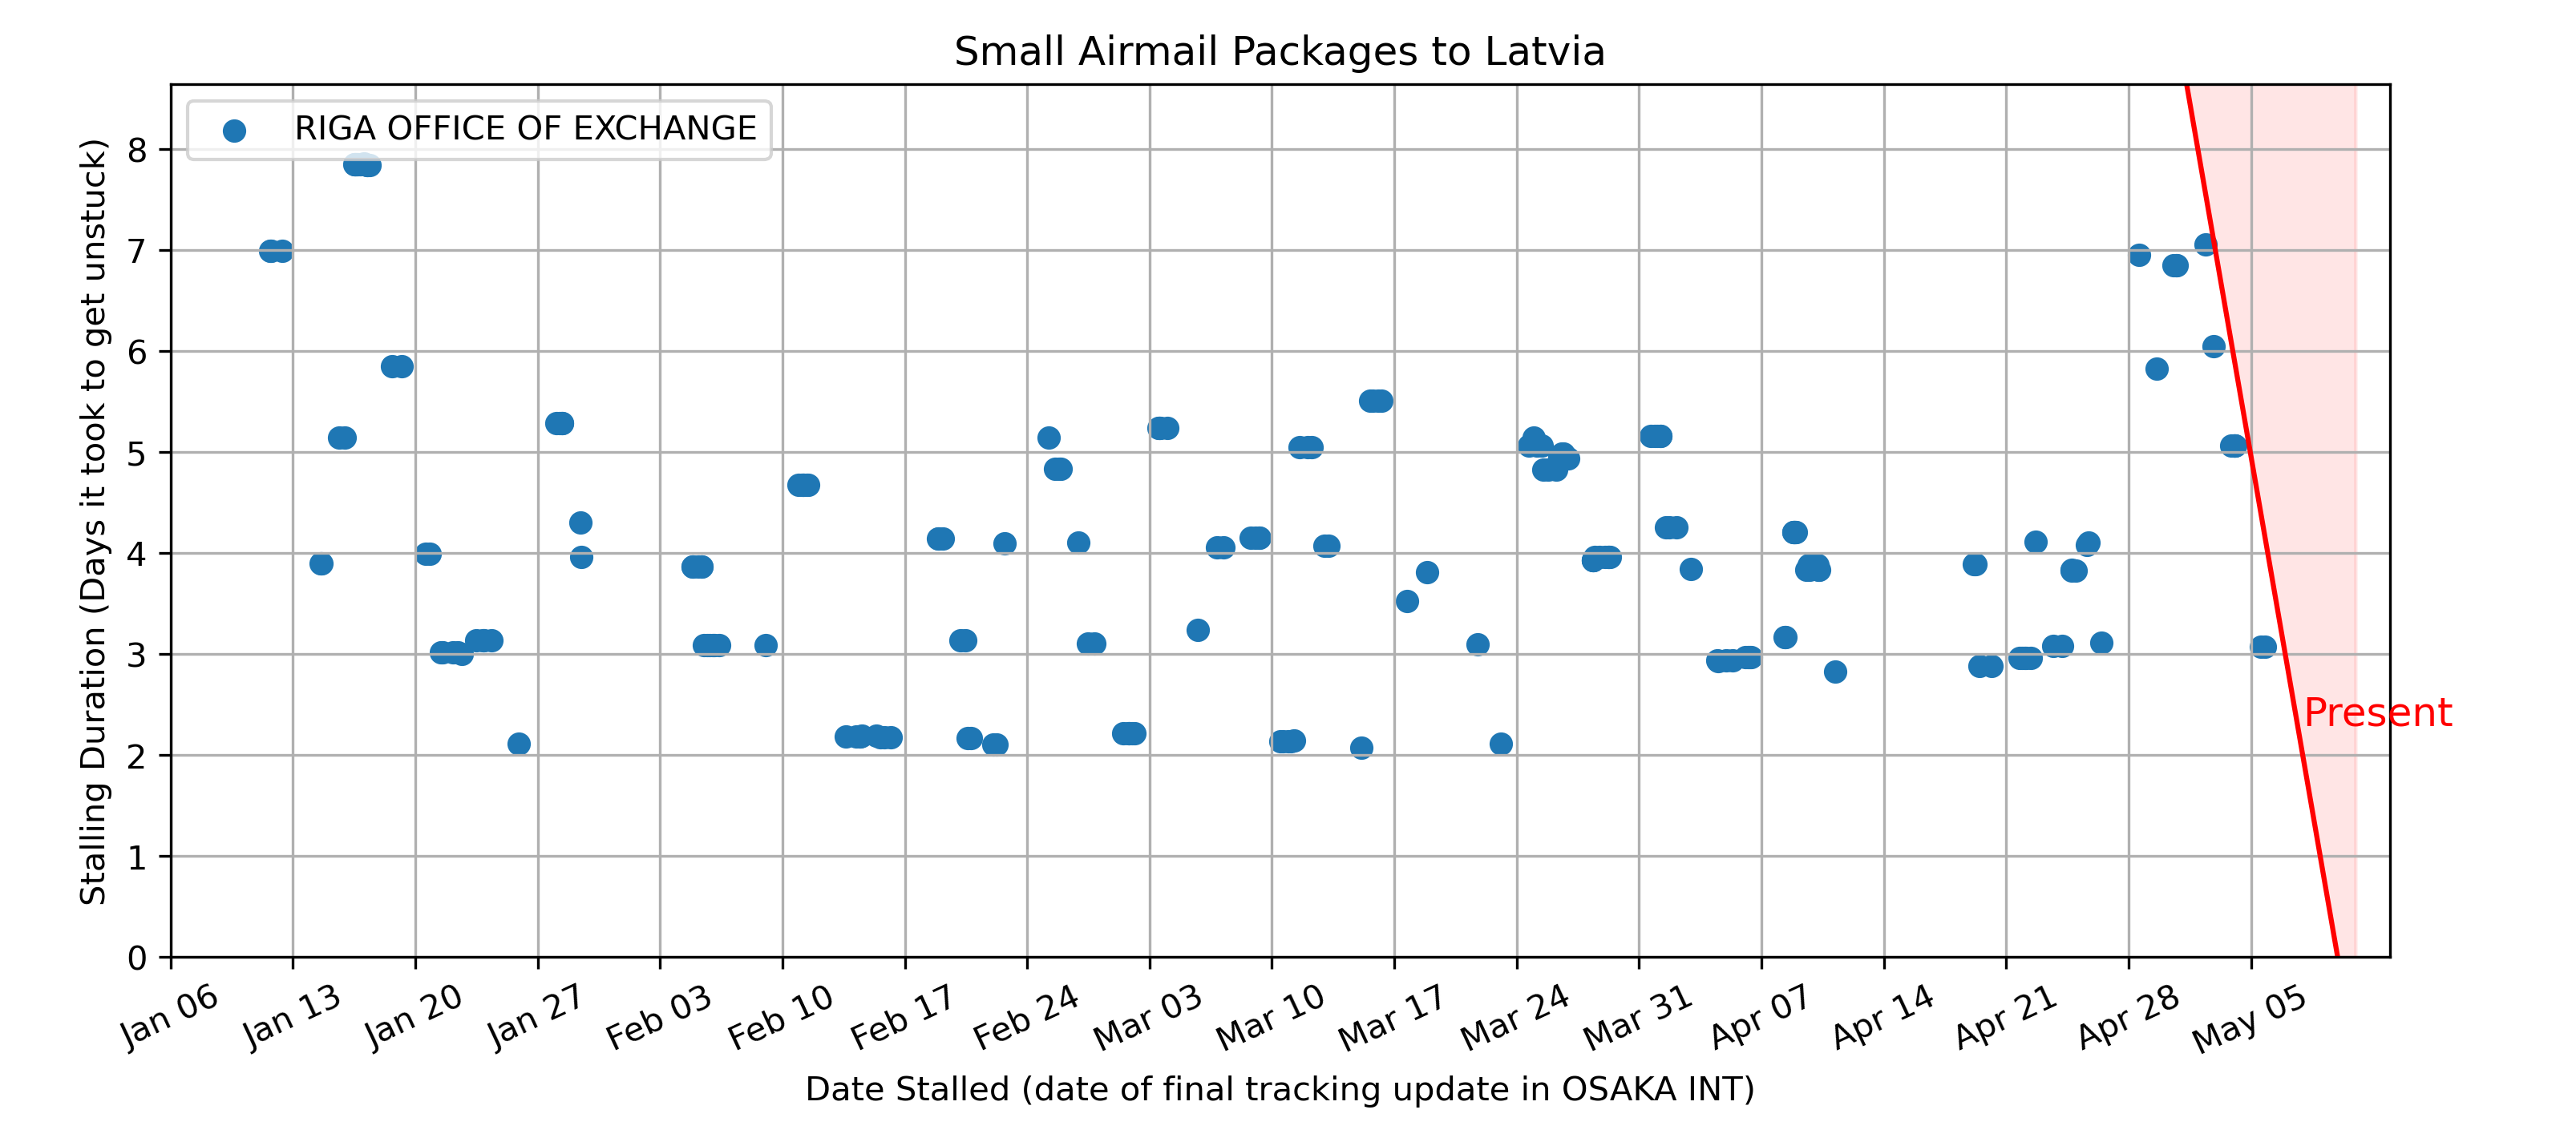 Small Airmail Packages to Latvia
RIGA OFFICE OF EXCHANGE
Stalling Duration (Days it took to get unstuck)
8
7
6
5
4
3
2
1
0
Present
Jan 06
Jan 13
Jan 20
Jan 27
Feb 03
Feb 10
Feb 17
Feb 24
Mar 03
Mar 10
Mar 17
Mar 24
Mar 31
Apr 07
Apr 14
Apr 21
Apr 28
May 05
Date Stalled (date of final tracking update in OSAKA INT)